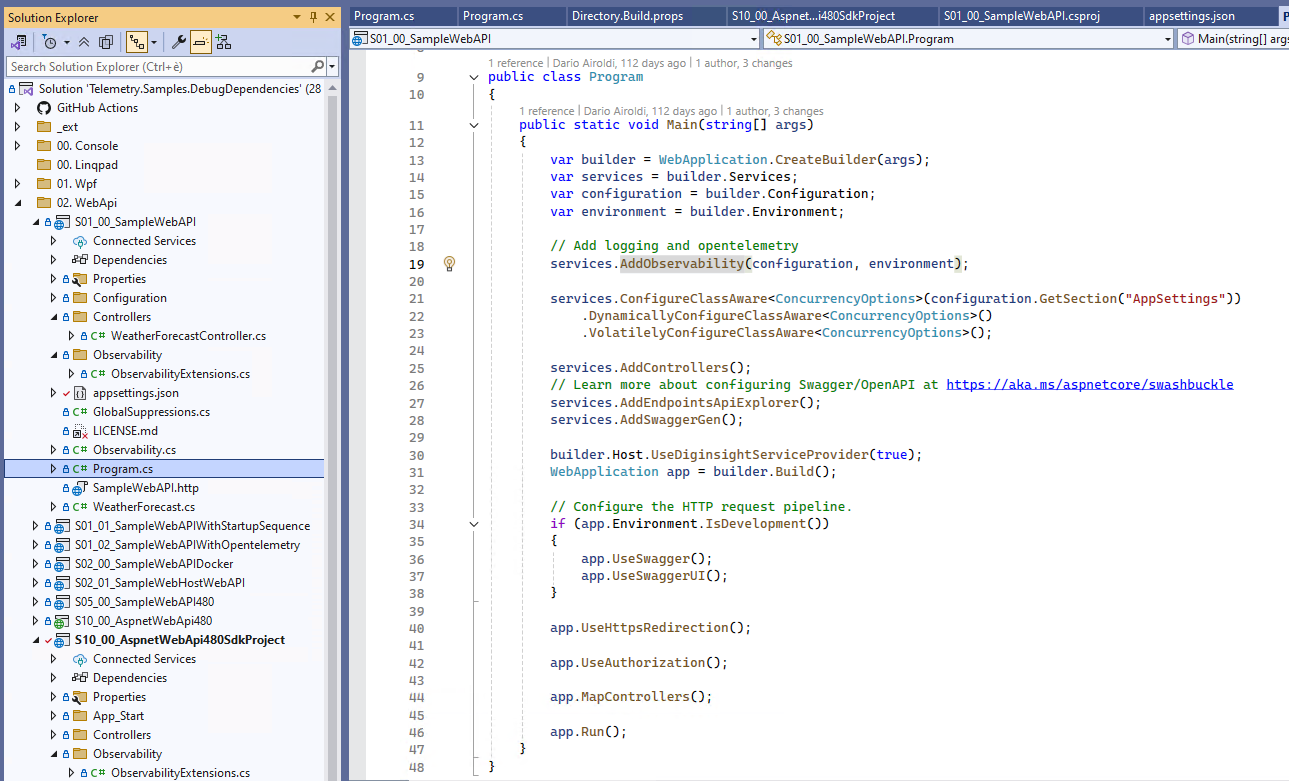 Solution Explorer
Search Solution Explorer (Ctrl+è)
Solution 'Telemetry.Samples.DebugDependencies' (28
GitHub Actions
_ext
00. Console
00. Linqpad
01. Wpf
02. WebApi
S01_00_SampleWebAPI
Connected Services
Dependencies
Properties
Configuration
Controllers
C# WeatherForecastController.cs
Observability
C# ObservabilityExtensions.cs
appsettings.json
C# GlobalSuppressions.cs
LICENSE.md
C# Observability.cs
C# Program.cs
SampleWebAPI.http
C# WeatherForecast.cs
S01_01_SampleWebAPIWithStartupSequence
S01_02_SampleWebAPIWithOpentelemetry
S02_00_SampleWebAPIDocker
S02_01_SampleWebHostWebAPI
S05_00_SampleWebAPI480
S10_00_AspnetWebApi480
S10_00_AspnetWebApi480SdkProject
Connected Services
Dependencies
Properties
App_Start
Controllers
Observability
C# ObservabilityExtensions.cs
Program.cs Program.cs Directory.Build.props S10_00_Aspnet...i480SdkProject S01_00_SampleWebAPI.csproj appsettings.json P
S01_00_SampleWebAPI S01_00_SampleWebAPI.Program Main(string[] args
1 reference | Dario Airoldi, 112 days ago | 1 author, 3 changes
9 public class Program
10 {
1 reference | Dario Airoldi, 112 days ago | 1 author, 3 changes
11 public static void Main(string[] args)
12 {
13 var builder = WebApplication.CreateBuilder(args);
14 var services = builder.Services;
15 var configuration = builder.Configuration;
16 var environment = builder.Environment;
17
18 // Add logging and opentelemetry
19 services.AddObservability(configuration, environment);
20
21 services.ConfigureClassAware<ConcurrencyOptions>(configuration.GetSection("AppSettings"))
22 .DynamicallyConfigureClassAware<ConcurrencyOptions>()
23 .VolatilelyConfigureClassAware<ConcurrencyOptions>();
24
25 services.AddControllers();
26 // Learn more about configuring Swagger/OpenAPI at https://aka.ms/aspnetcore/swashbuckle
27 services.AddEndpointsApiExplorer();
28 services.AddSwaggerGen();
29
30 builder.Host.UseDiginsightServiceProvider(true);
31 WebApplication app = builder.Build();
32
33 // Configure the HTTP request pipeline.
34 if (app.Environment.IsDevelopment())
35 {
36 app.UseSwagger();
37 app.UseSwaggerUI();
38 }
39
40 app.UseHttpsRedirection();
41
42 app.UseAuthorization();
43
44 app.MapControllers();
45
46 app.Run();
47 }
48 }